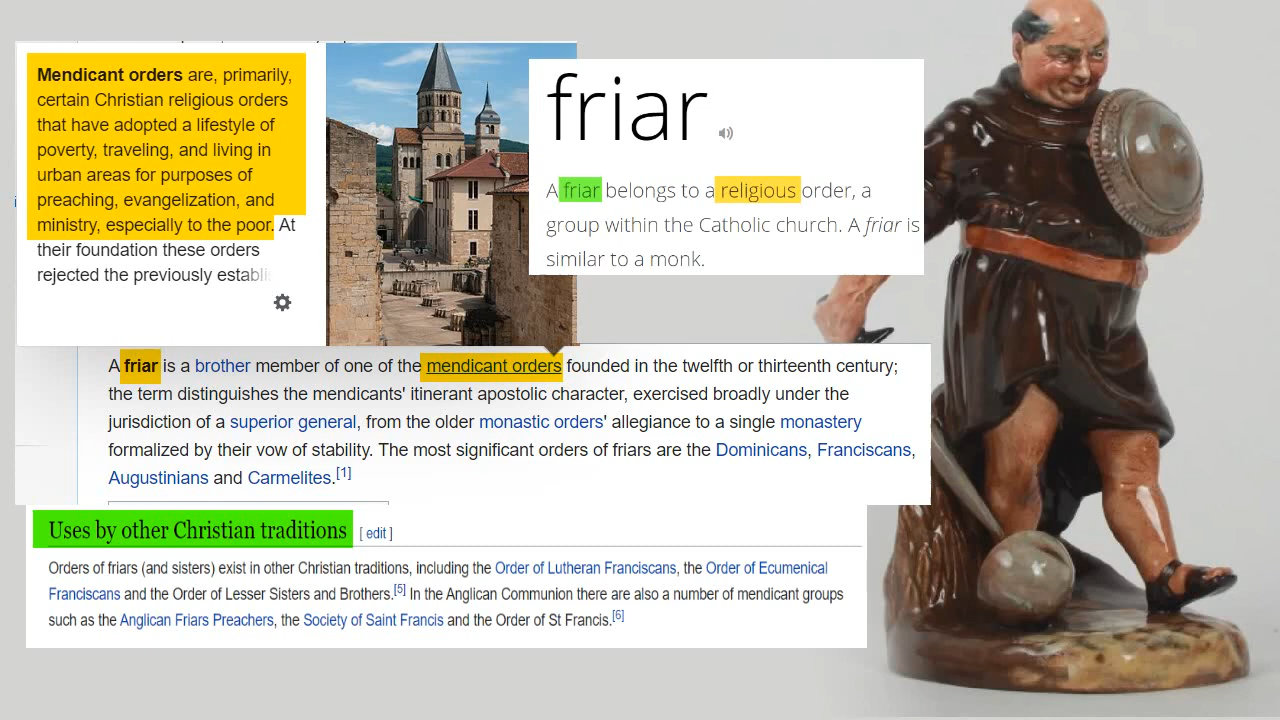 Mendicant orders are, primarily,
certain Christian religious orders
that have adopted a lifestyle of
poverty, traveling, and living in
urban areas for purposes of
preaching, evangelization, and
ministry, especially to the poor. At
their foundation these orders
rejected the previously establis
friar
A friar belongs to a religious order, a
group within the Catholic church. A friar is
similar to a monk.
A friar is a brother member of one of the mendicant orders founded in the twelfth or thirteenth century;
the term distinguishes the mendicants' itinerant apostolic character, exercised broadly under the
jurisdiction of a superior general, from the older monastic orders' allegiance to a single monastery
formalized by their vow of stability. The most significant orders of friars are the Dominicans, Franciscans,
Augustinians and Carmelites.[1]
Uses by other Christian traditions [ edit ]
Orders of friars (and sisters) exist in other Christian traditions, including the Order of Lutheran Franciscans, the Order of Ecumenical
Franciscans and the Order of Lesser Sisters and Brothers.[5] In the Anglican Communion there are also a number of mendicant groups
such as the Anglican Friars Preachers, the Society of Saint Francis and the Order of St Francis.[6]